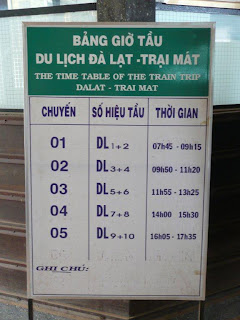 BẢNG GIỜ TẦU
DU LỊCH ĐÀ LẠT -TRẠI MÁT
THE TIME TABLE OF THE TRAIN TRIP
DALAT - TRAI MAT
CHUYẾN SỐ HIỆU TẦU THỜI GIAN
01 DL 1+2 07h45 - 09h15
02 DL 3+4 09h50 - 11h20
03 DL 5+6 11h55 - 13h25
04 DL 7+8 14h00 15h30
05 DL 9+10 16h05 - 17h35
GHI CHÚ: